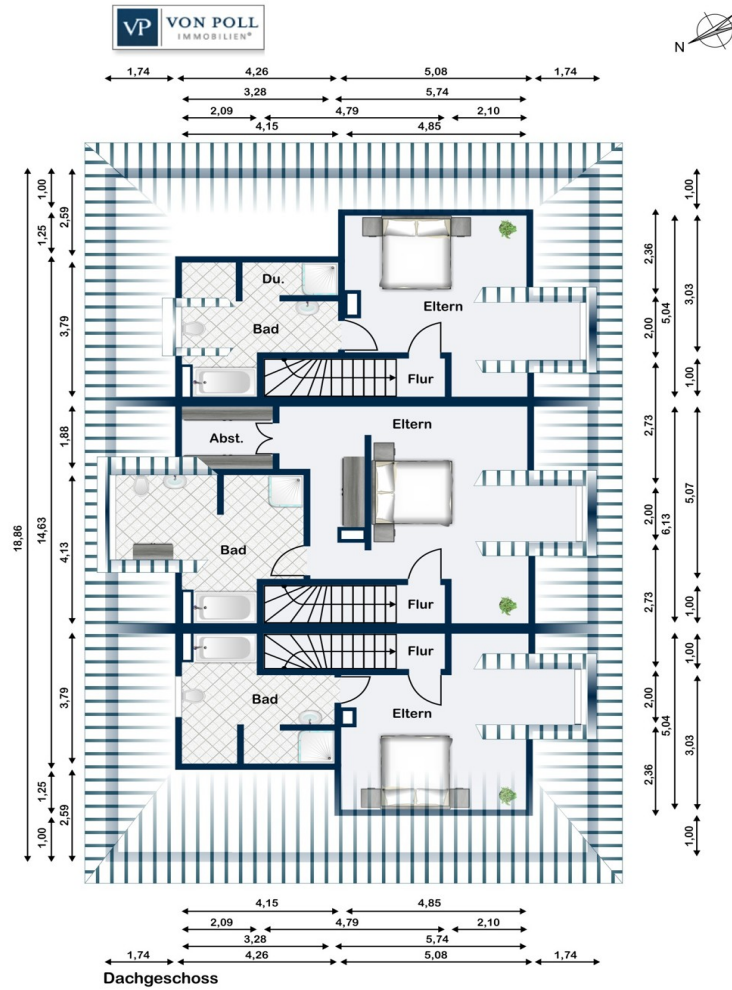 VP VON POLL
IMMOBILIEN®
N
1,74 4,26 5,08 1,74
3,28 5,74
2,09 4,79 2,10
4,15 4,85
18,86
1,00
1,25
2,59
3,79
14,63
1,88
4,13
3,79
1,25
2,59
1,00
Du.
Bad
Eltern
Flur
Abst.
Eltern
Bad
Flur
Flur
Bad
Eltern
2,36
5,04
1,00
3,03
2,00
1,00
2,73
5,07
2,00
6,13
2,73
1,00
1,00
2,00
5,04
3,03
2,36
1,00
4,15 4,85
2,09 4,79 2,10
3,28 5,74
1,74 4,26 5,08 1,74
Dachgeschoss